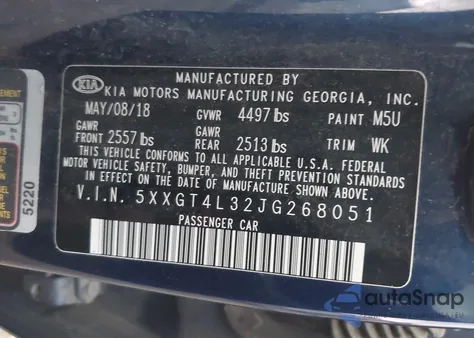 MANUFACTURED BY
KIA KIA MOTORS MANUFACTURING GEORGIA, INC.
MAY/08/18 GVWR 4497 lbs PAINT M5U
GAWR GAWR
FRONT 2557 lbs REAR 2513 lbs TRIM WK
THIS VEHICLE CONFORMS TO ALL APPLICABLE U.S.A. FEDERAL
MOTOR VEHICLE SAFETY, BUMPER, AND THEFT PREVENTION STANDARDS
IN EFFECT ON THE DATE OF MANUFACTURE SHOWN ABOVE.
V.I.N. 5XXGT4L32JG268051
PASSENGER CAR
5220
autoSnap